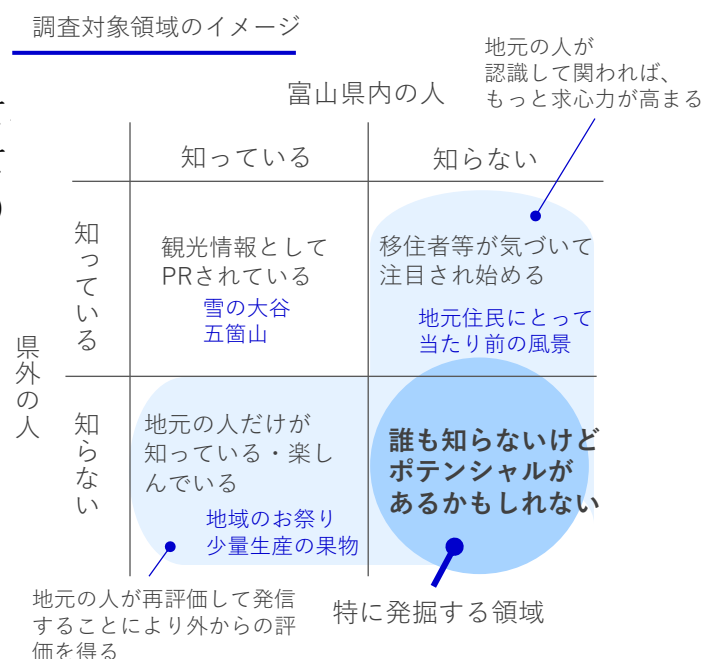 調査対象領域のイメージ
地元の人が
認識して関われば、
もっと求心力が高まる
富山県内の人
知っている
知らない
県外の人
知っている
観光情報として
PRされている
雪の大谷
五箇山
移住者等が気づいて
注目され始める
地元住民にとって
当たり前の風景
知らない
地元の人だけが
知っている・楽し
んでいる
地域のお祭り
少量生産の果物
誰も知らないけど
ポテンシャルが
あるかもしれない
地元の人が再評価して発信
することにより外からの評
価を得る
特に発掘する領域